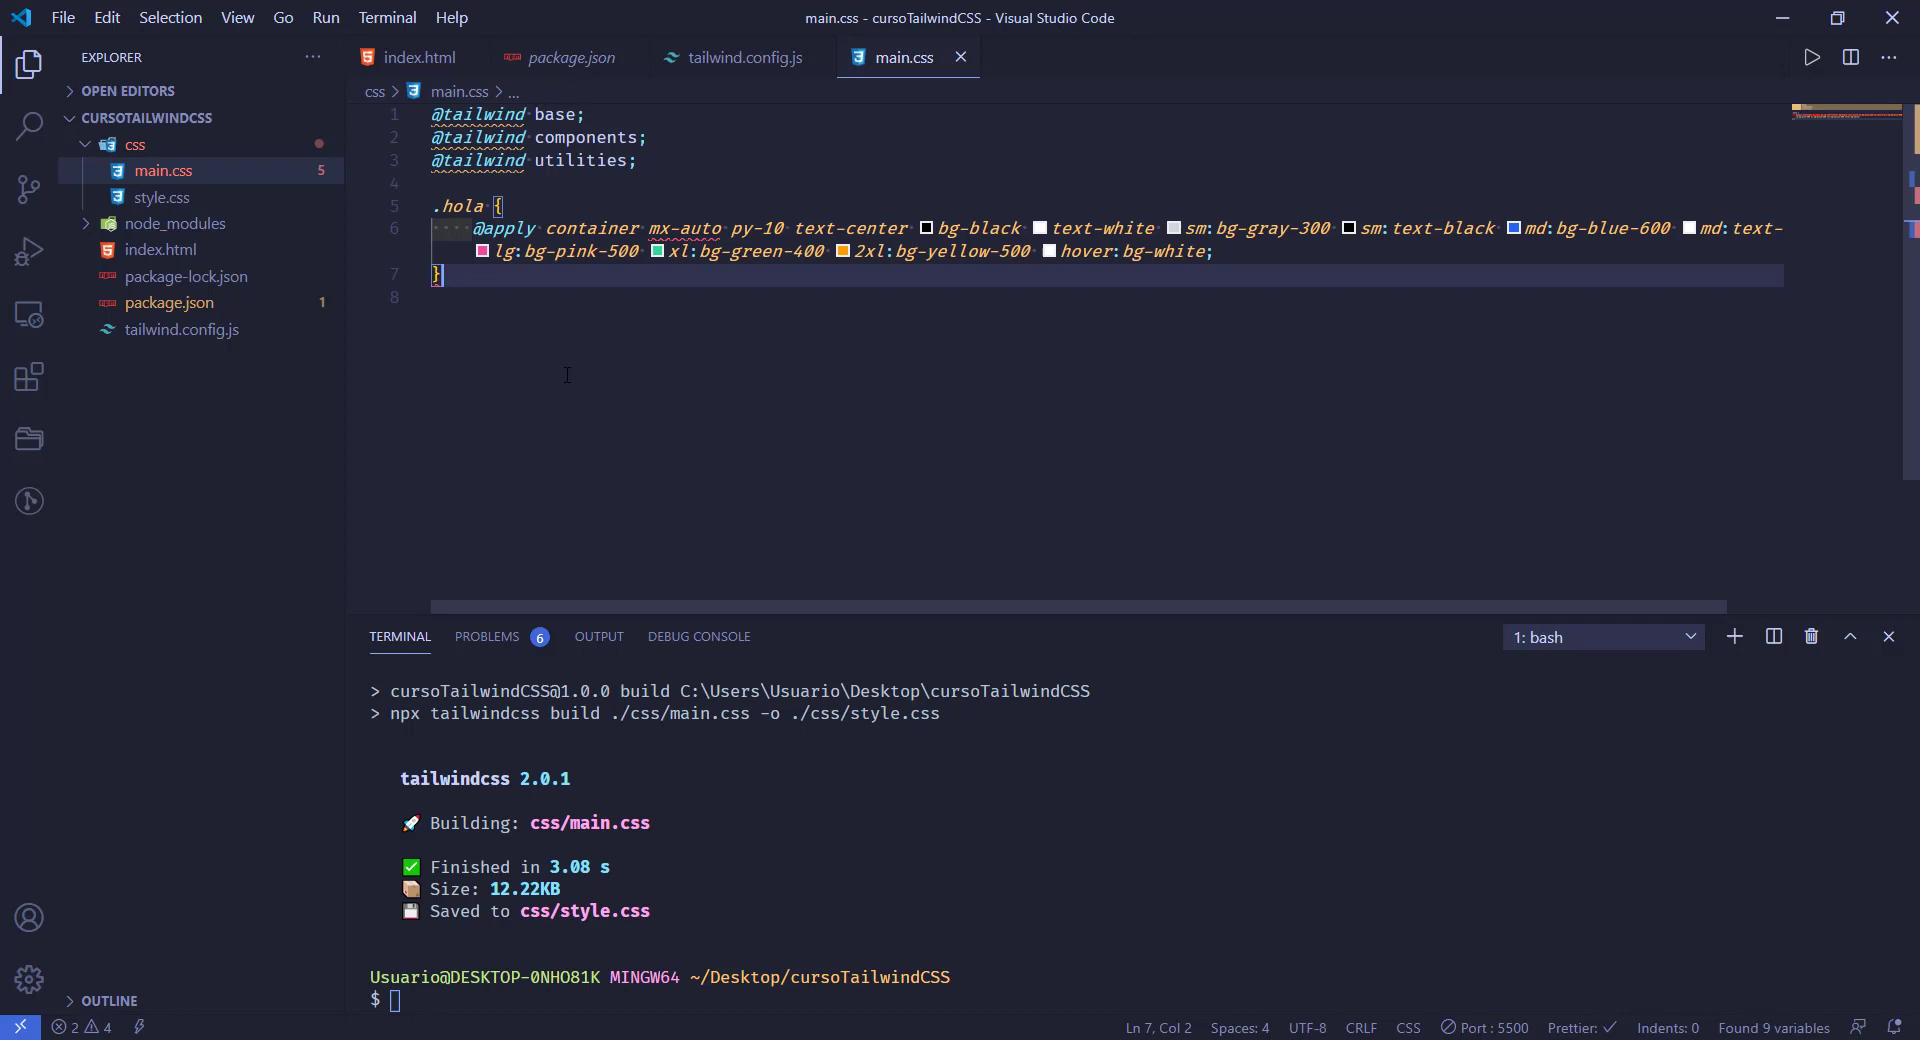 File Edit Selection View Go Run Terminal Help
main.css - cursoTailwindCSS - Visual Studio Code
EXPLORER
OPEN EDITORS
CURSOTAILWINDCSS
css
main.css 5
style.css
node_modules
index.html
package-lock.json
package.json 1
tailwind.config.js
OUTLINE
index.html package.json tailwind.config.js main.css
css > main.css > ...
1 @tailwind base;
2 @tailwind components;
3 @tailwind utilities;
4
5 .hola {
6 @apply container mx-auto py-10 text-center bg-black text-white sm:bg-gray-300 sm:text-black md:bg-blue-600 md:text-
lg:bg-pink-500 xl:bg-green-400 2xl:bg-yellow-500 hover:bg-white;
7 }
8
TERMINAL PROBLEMS 6 OUTPUT DEBUG CONSOLE
1: bash
> cursoTailwindCSS@1.0.0 build C:\Users\Usuario\Desktop\cursoTailwindCSS
> npx tailwindcss build ./css/main.css -o ./css/style.css
tailwindcss 2.0.1
🚀 Building: css/main.css
✅ Finished in 3.08 s
📦 Size: 12.22KB
💾 Saved to css/style.css
Usuario@DESKTOP-0NHO81K MINGW64 ~/Desktop/cursoTailwindCSS
$
2 4
Ln 7, Col 2 Spaces: 4 UTF-8 CRLF CSS Port : 5500 Prettier: ✓ Indents: 0 Found 9 variables